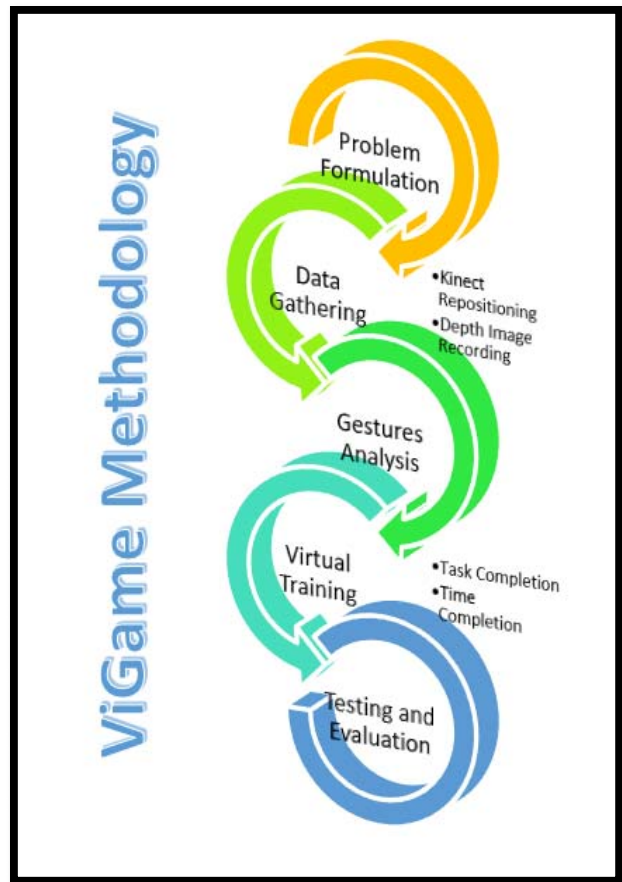 ViGame Methodology
Problem
Formulation
Data
Gathering
•Kinect
Repositioning
•Depth Image
Recording
Gestures
Analysis
Virtual
Training
•Task Completion
•Time
Completion
Testing and
Evaluation